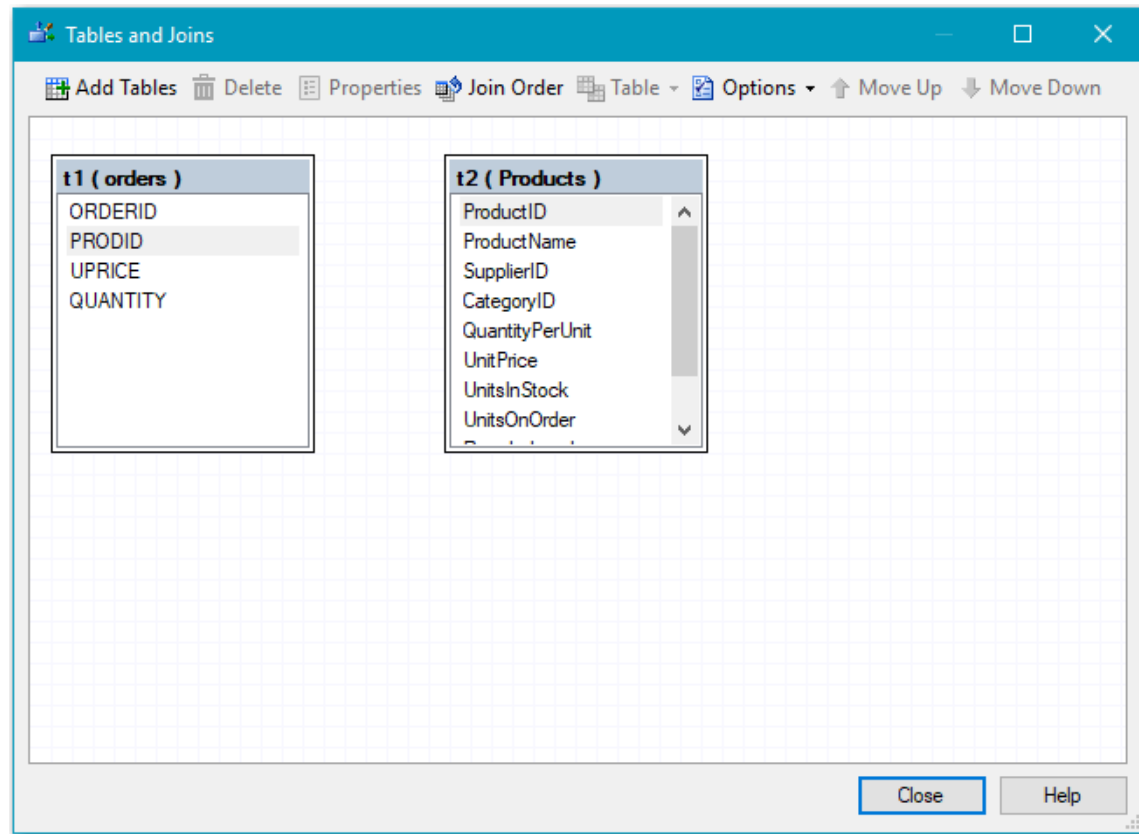 Tables and Joins
Add Tables Delete Properties Join Order Table Options Move Up Move Down
t1 ( orders )
ORDERID
PRODID
UPRICE
QUANTITY
t2 ( Products )
ProductID
ProductName
SupplierID
CategoryID
QuantityPerUnit
UnitPrice
UnitsInStock
UnitsOnOrder
Close Help